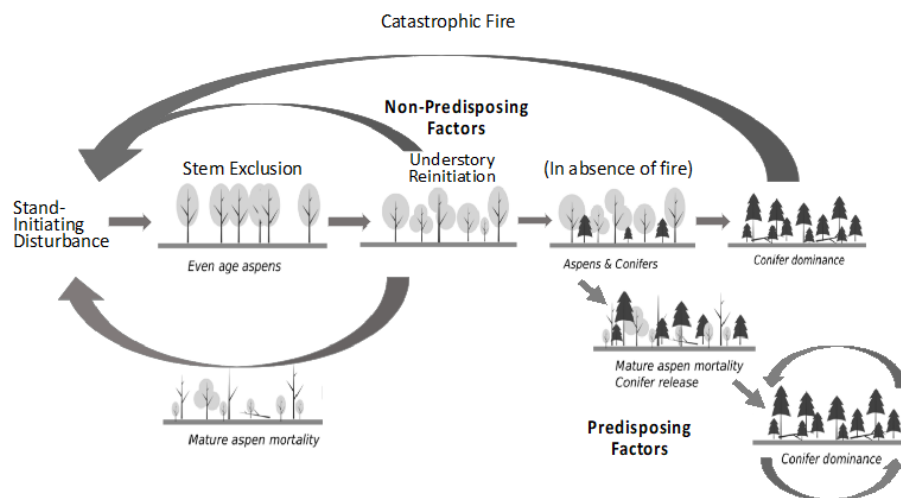 Catastrophic Fire
Non-Predisposing
Factors
Stem Exclusion
Understory
Reinitiation
(In absence of fire)
Stand-
Initiating
Disturbance
Even age aspens
Aspens & Conifers
Conifer dominance
Mature aspen mortality
Conifer release
Mature aspen mortality
Predisposing
Factors
Conifer dominance